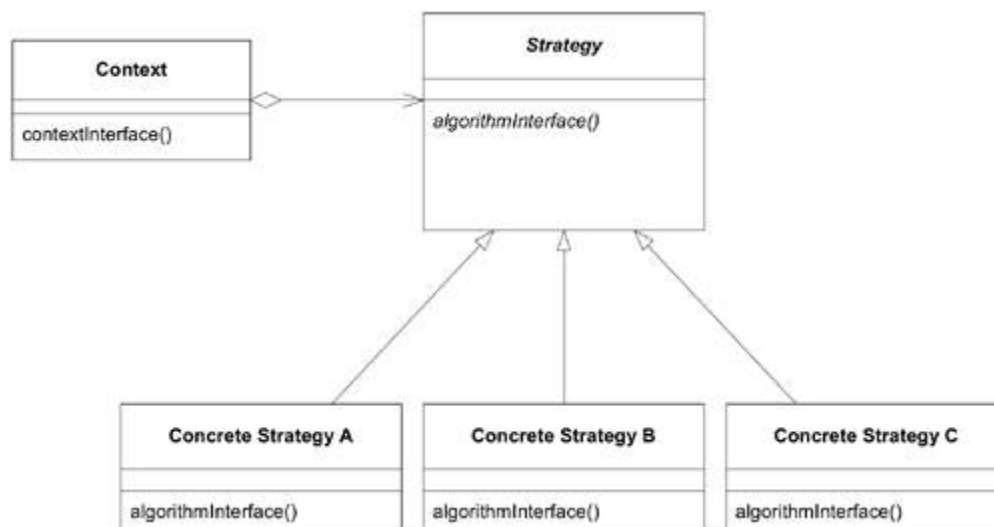 Strategy
Context
algorithmInterface()
contextInterface()
Concrete Strategy A
Concrete Strategy B
Concrete Strategy C
algorithmInterface()
algorithmInterface()
algorithmInterface()